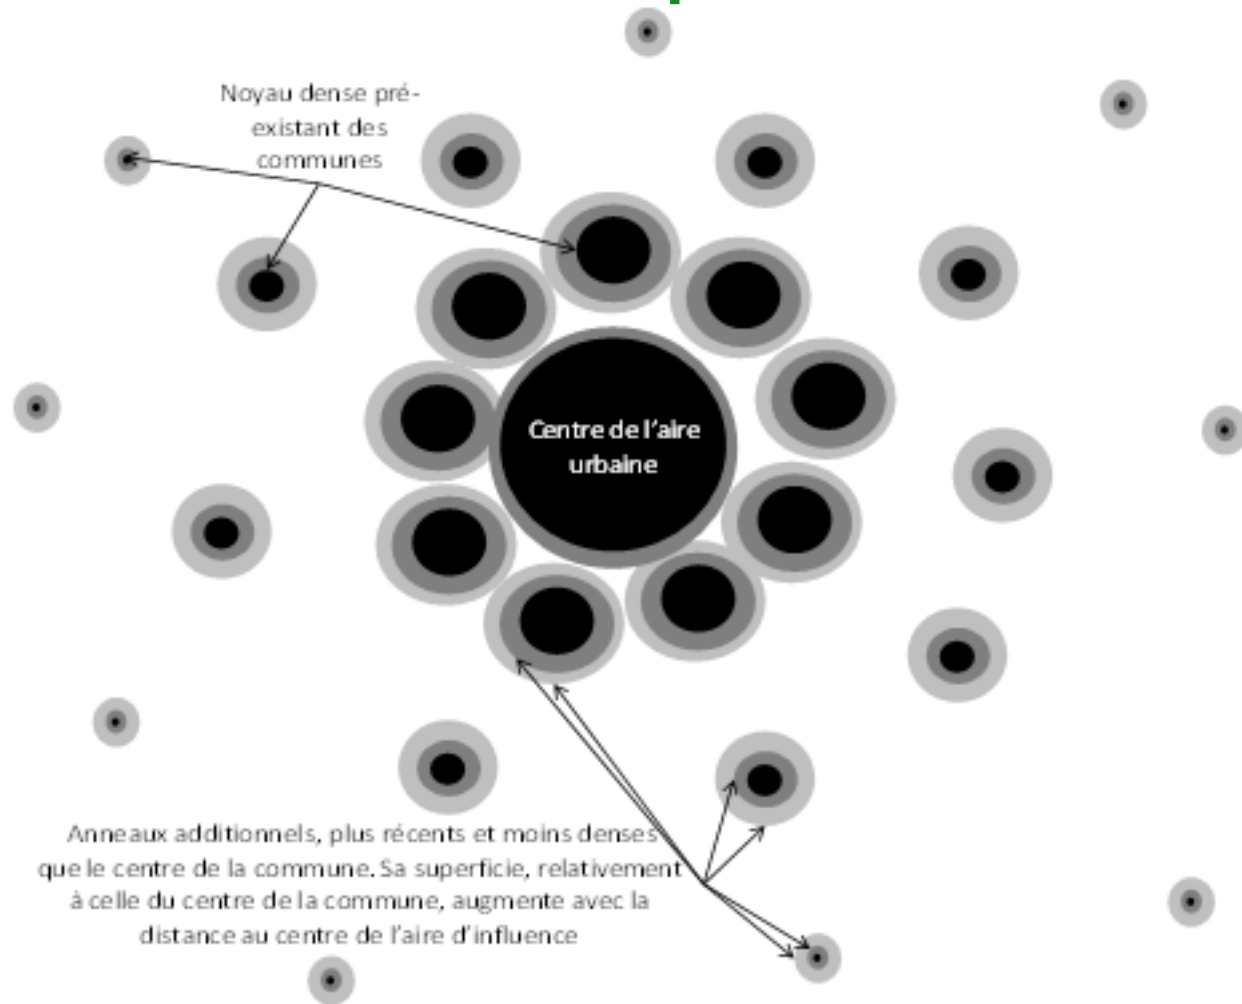 Noyau dense pré-
existant des
communes
Centre de l'aire
urbaine
Anneaux additionnels, plus récents et moins denses
que le centre de la commune. Sa superficie, relativement
à celle du centre de la commune, augmente avec la
distance au centre de l'aire d'influence